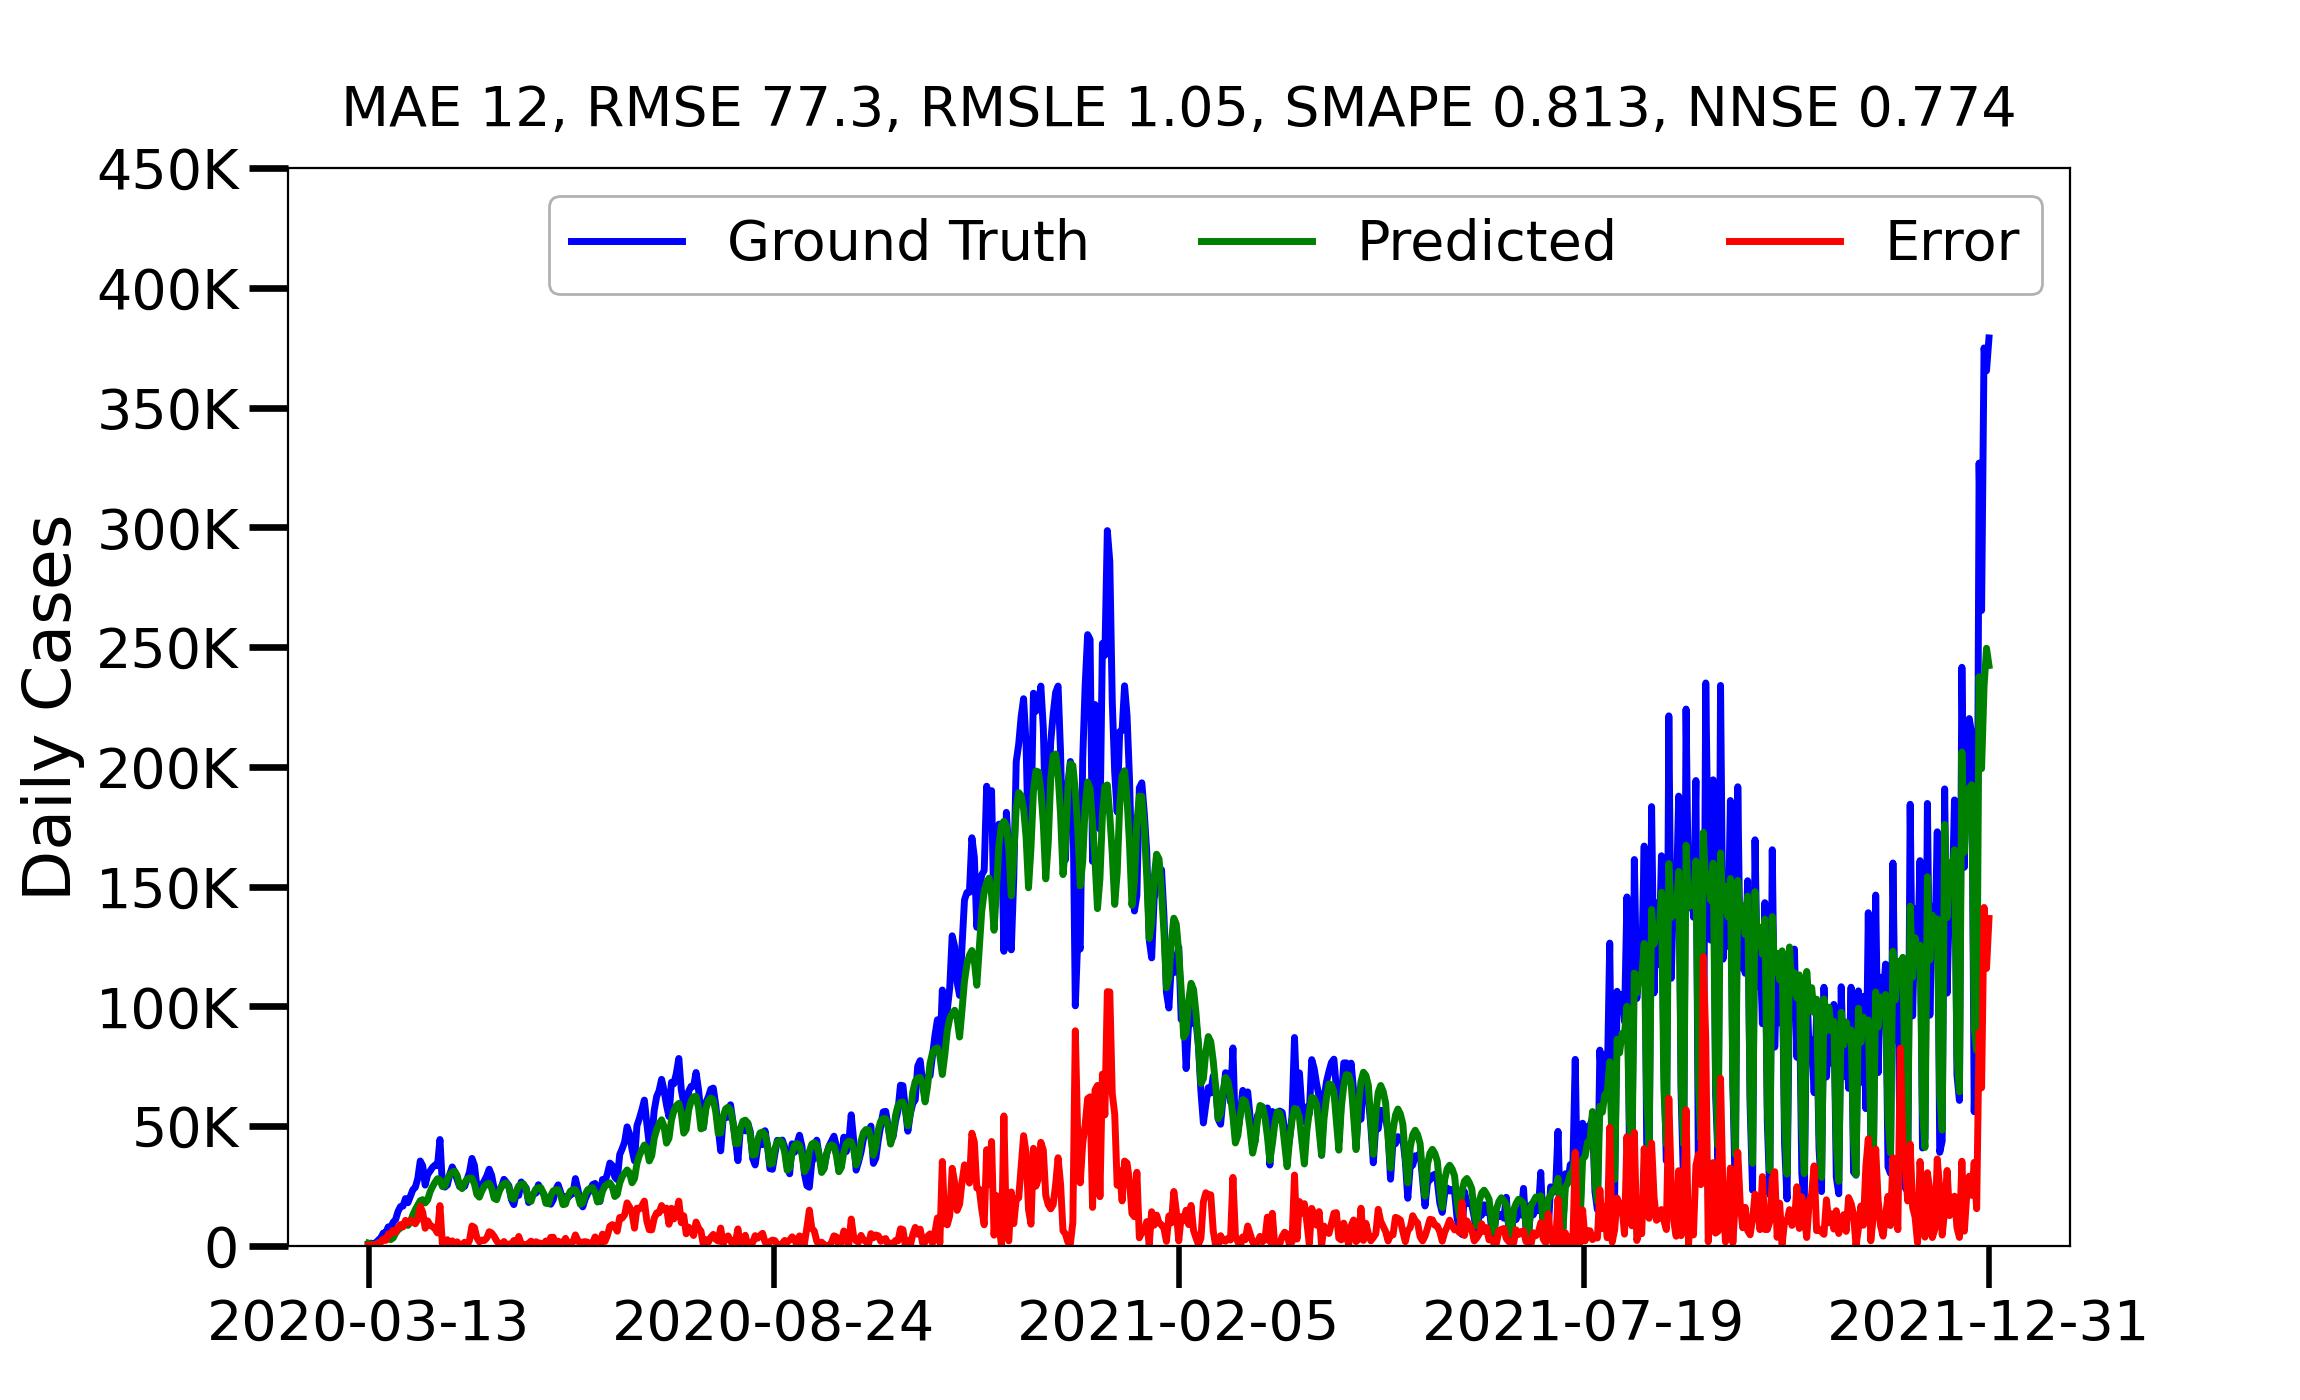 MAE 12, RMSE 77.3, RMSLE 1.05, SMAPE 0.813, NNSE 0.774
Ground Truth Predicted Error
Daily Cases
450K
400K
350K
300K
250K
200K
150K
100K
50K
0
2020-03-13 2020-08-24 2021-02-05 2021-07-19 2021-12-31